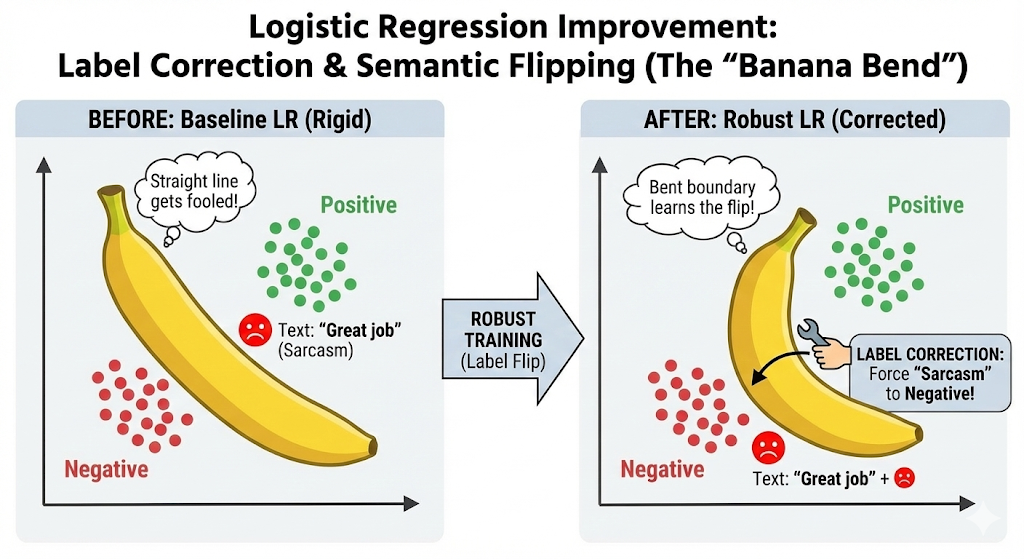 Logistic Regression Improvement:
Label Correction & Semantic Flipping (The “Banana Bend”)
BEFORE: Baseline LR (Rigid)
Straight line
gets fooled!
Positive
Text: “Great job”
(Sarcasm)
Negative
ROBUST
TRAINING
(Label Flip)
AFTER: Robust LR (Corrected)
Bent boundary
learns the flip!
Positive
LABEL CORRECTION:
Force “Sarcasm”
to Negative!
Negative
Text: “Great job” +